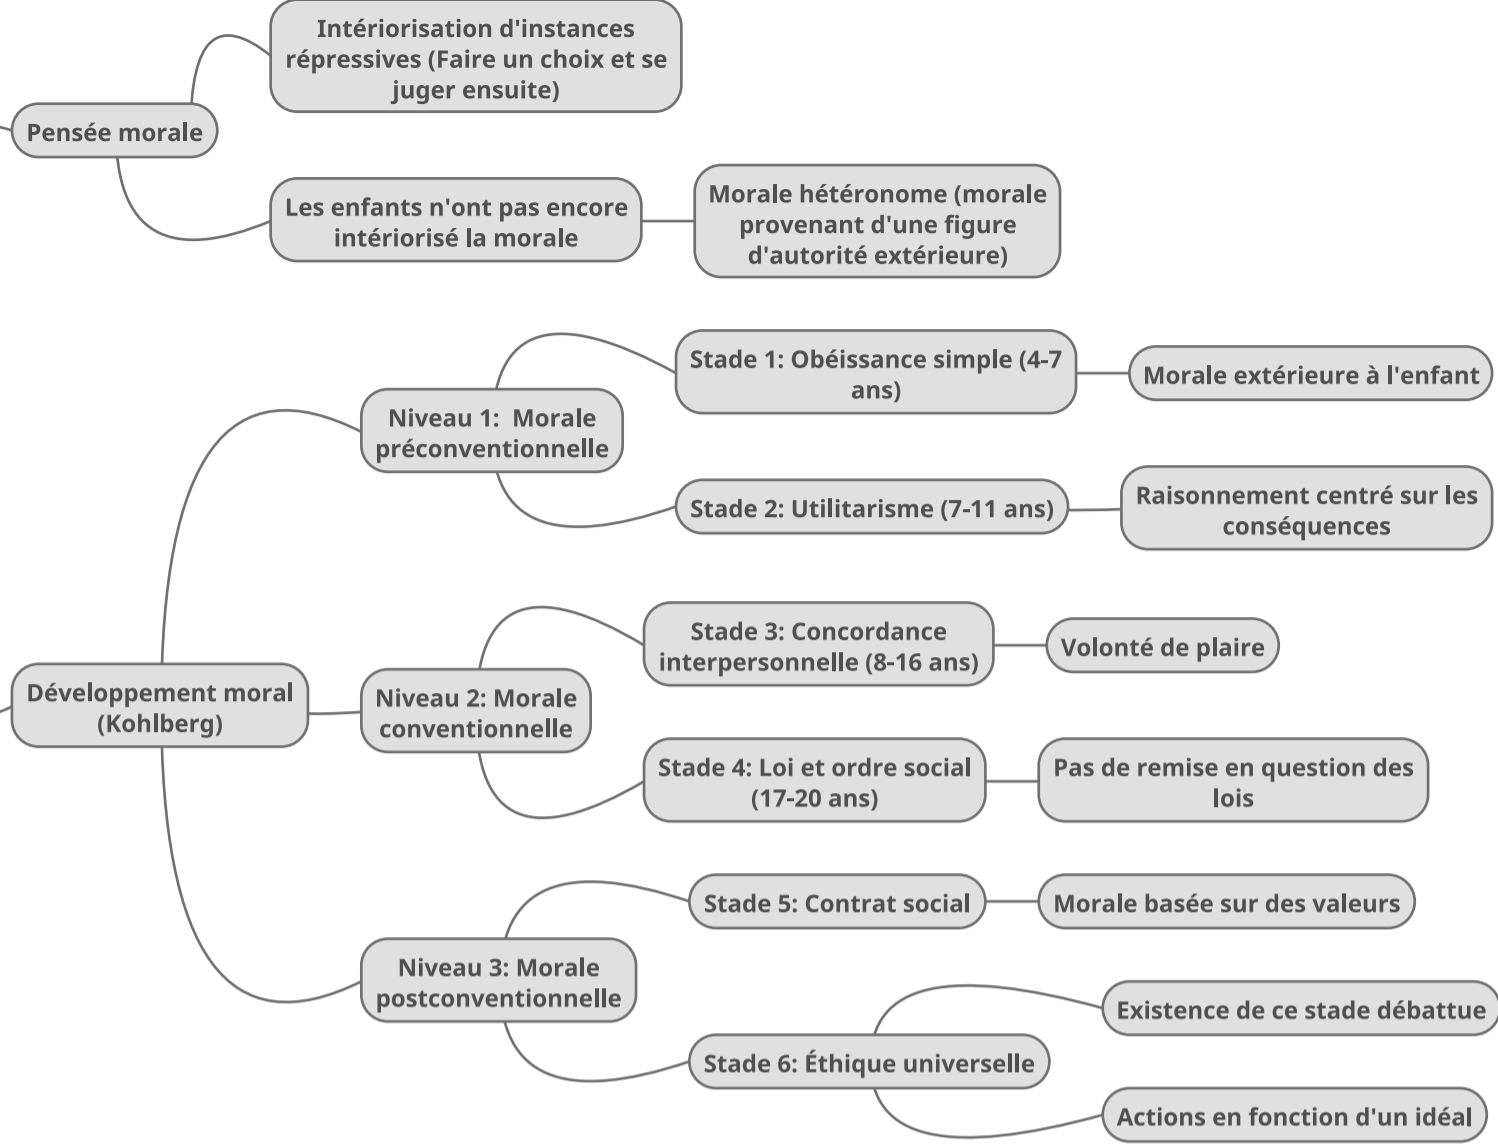 Intériorisation d'instances
répressives (Faire un choix et se
juger ensuite)
Pensée morale
Les enfants n'ont pas encore
intériorisé la morale
Morale hétéronome (morale
provenant d'une figure
d'autorité extérieure)
Stade 1: Obéissance simple (4-7
ans)
Morale extérieure à l'enfant
Niveau 1:  Morale
préconventionnelle
Stade 2: Utilitarisme (7-11 ans)
Raisonnement centré sur les
conséquences
Stade 3: Concordance
interpersonnelle (8-16 ans)
Volonté de plaire
Développement moral
(Kohlberg)
Niveau 2: Morale
conventionnelle
Stade 4: Loi et ordre social
(17-20 ans)
Pas de remise en question des
lois
Stade 5: Contrat social
Morale basée sur des valeurs
Niveau 3: Morale
postconventionnelle
Existence de ce stade débattue
Stade 6: Éthique universelle
Actions en fonction d'un idéal